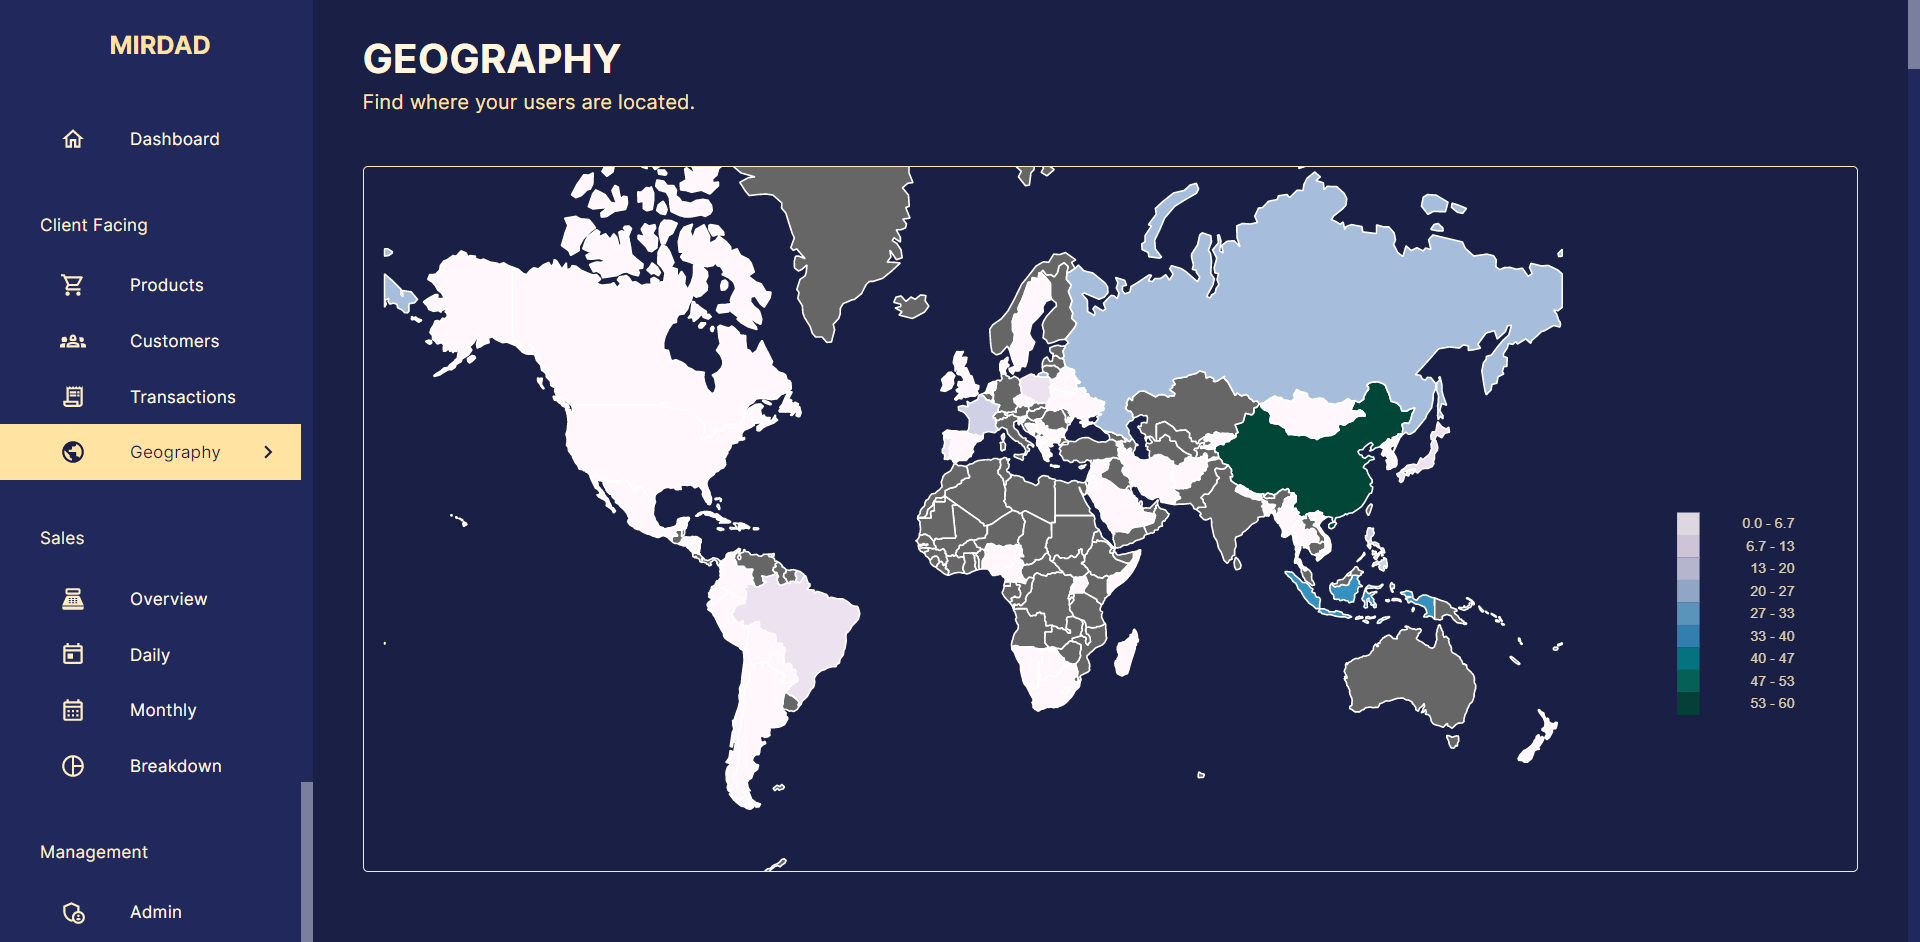 MIRDAD
Dashboard
Client Facing
Products
Customers
Transactions
Geography
Sales
Overview
Daily
Monthly
Breakdown
Management
Admin
GEOGRAPHY
Find where your users are located.
0.0 - 6.7
6.7 - 13
13 - 20
20 - 27
27 - 33
33 - 40
40 - 47
47 - 53
53 - 60